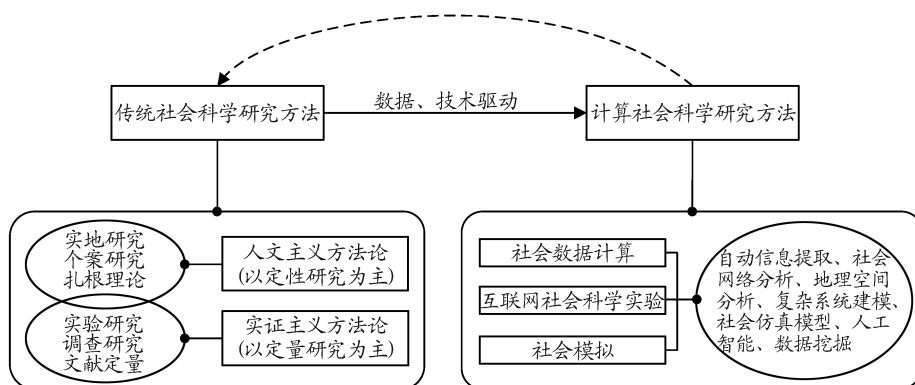 传统社会科学研究方法
数据、技术驱动
计算社会科学研究方法
实地研究
个案研究
扎根理论
人文主义方法论
(以定性研究为主)
实验研究
调查研究
文献定量
实证主义方法论
(以定量研究为主)
社会数据计算
互联网社会科学实验
社会模拟
自动信息提取、社会
网络分析、地理空间
分析、复杂系统建模、
社会仿真模型、人工
智能、数据挖掘